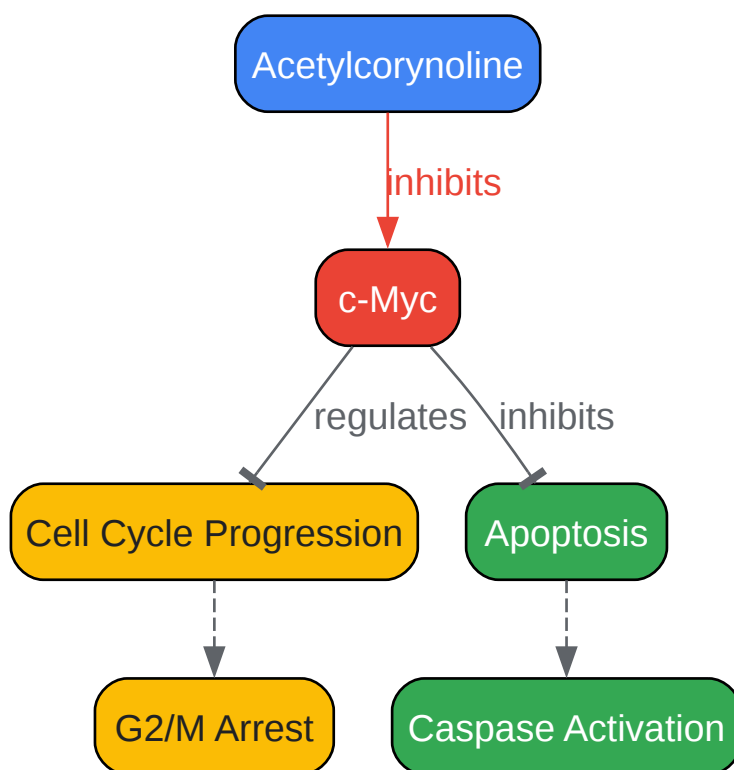 Acetylcorynoline
inhibits
c-Myc
regulates
inhibits
Cell Cycle Progression
Apoptosis
G2/M Arrest
Caspase Activation